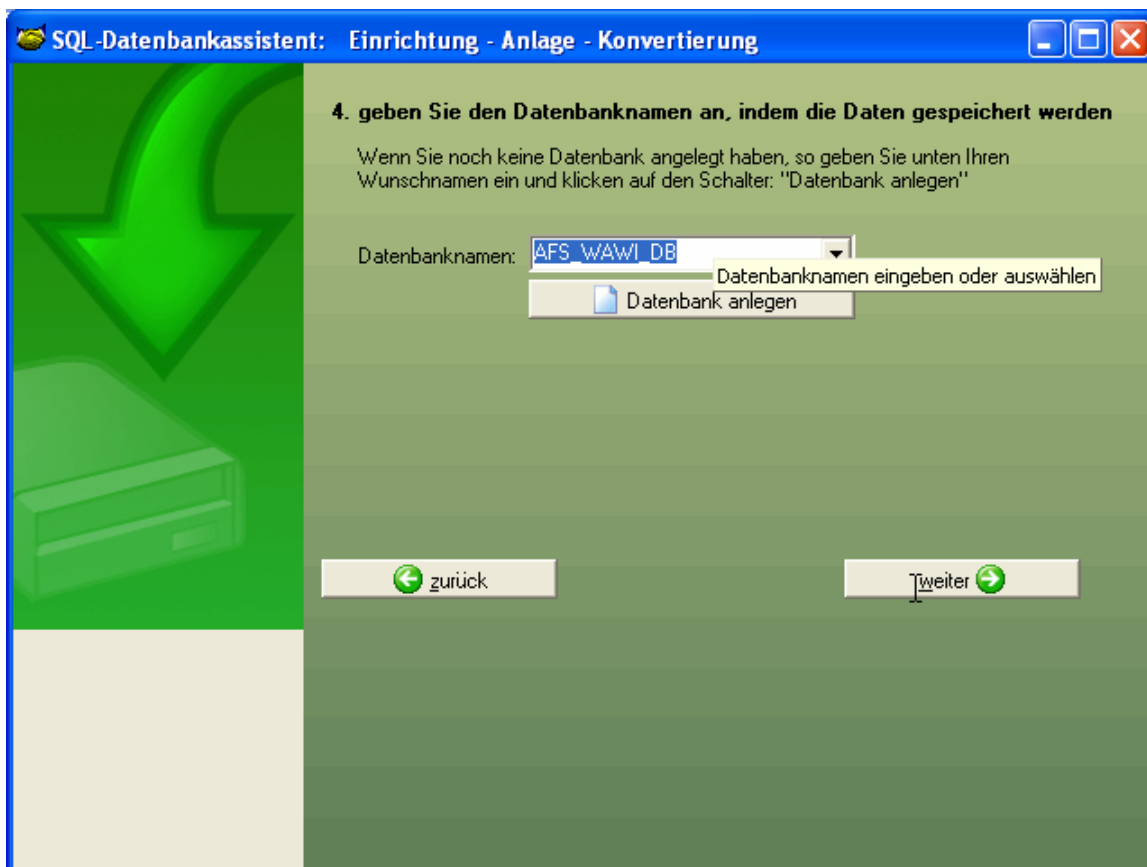 SQL-Datenbankassistent: Einrichtung - Anlage - Konvertierung
4. geben Sie den Datenbanknamen an, indem die Daten gespeichert werden
Wenn Sie noch keine Datenbank angelegt haben, so geben Sie unten Ihren
Wunschnamen ein und klicken auf den Schalter: "Datenbank anlegen"
Datenbanknamen: AFS_WAWI_DB
Datenbanknamen eingeben oder auswählen
Datenbank anlegen
zurück weiter